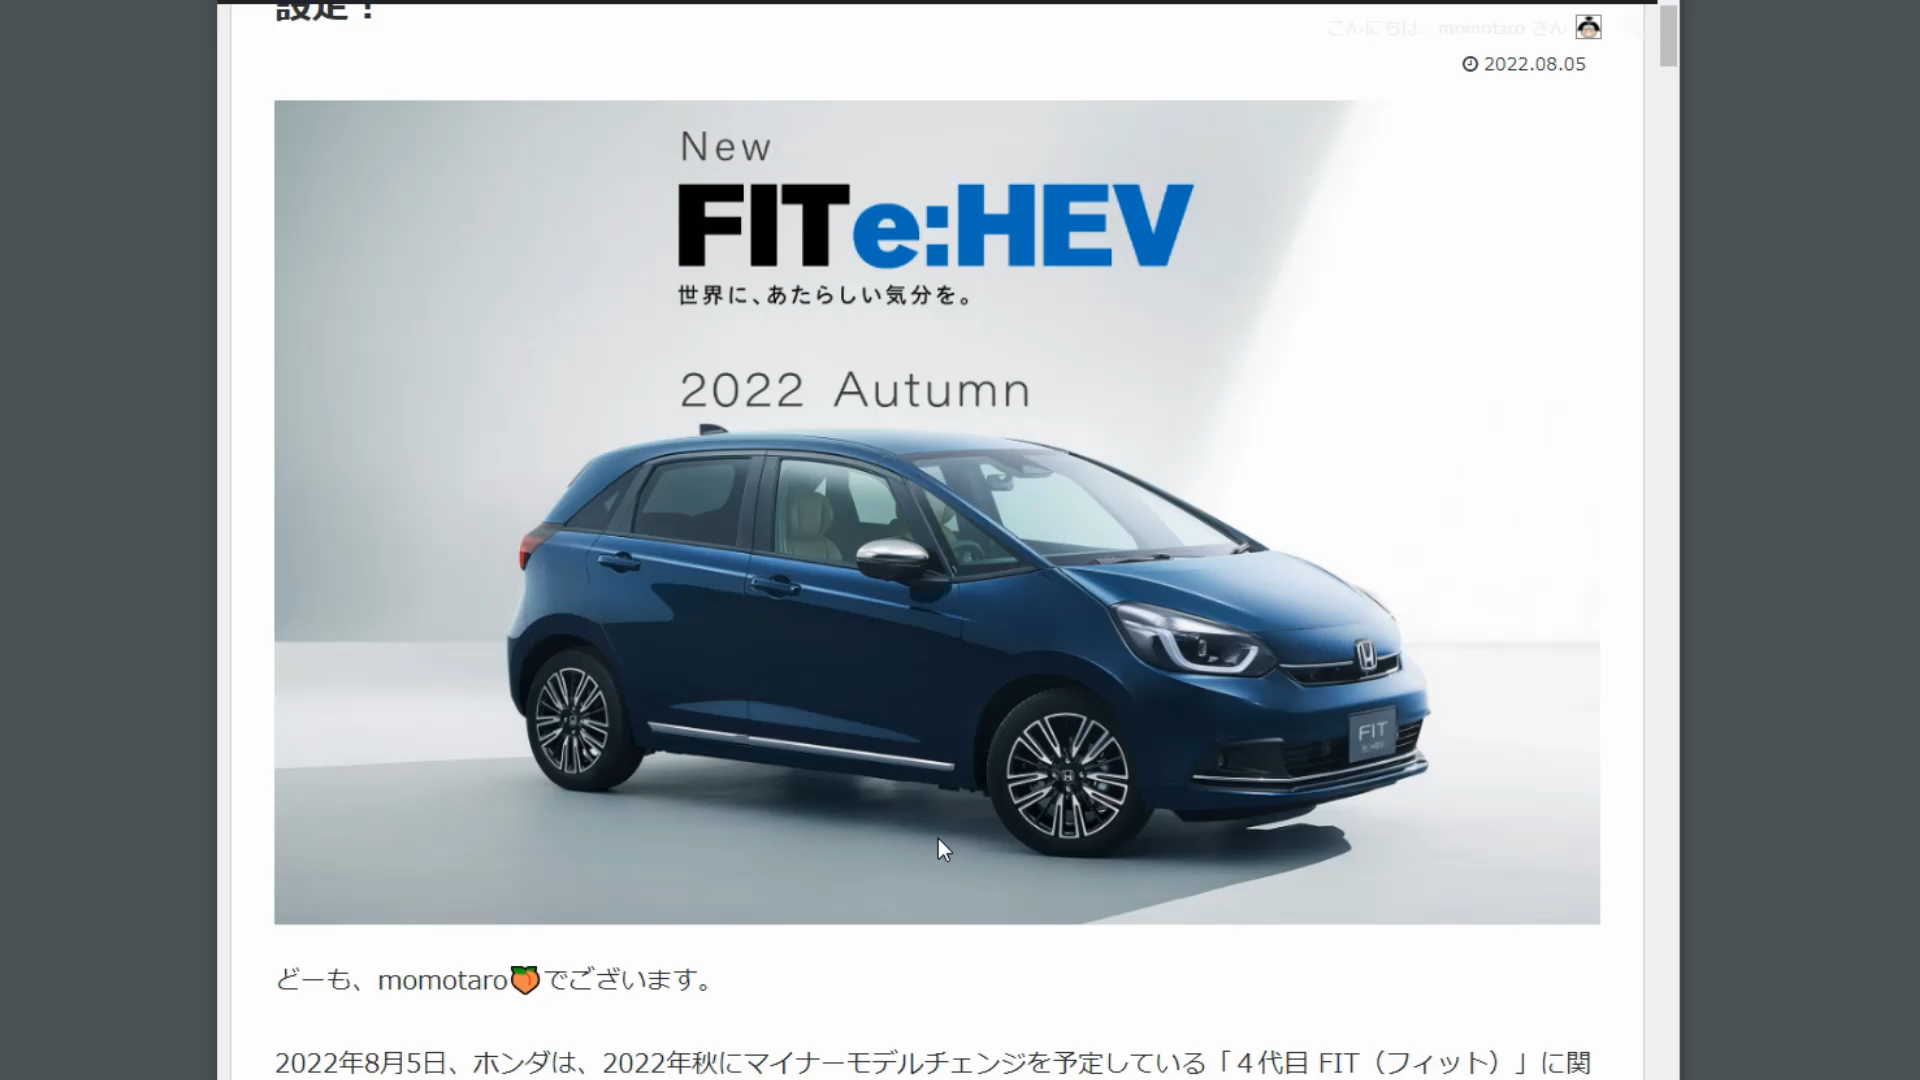 設定！
こんにちは、momotaro さん
2022.08.05
New
FIT e:HEV
世界に、あたらしい気分を。
2022 Autumn
FIT
e:HEV
どーも、momotaro🍑でございます。
2022年8月5日、ホンダは、2022年秋にマイナーモデルチェンジを予定している「４代目 FIT（フィット）」に関